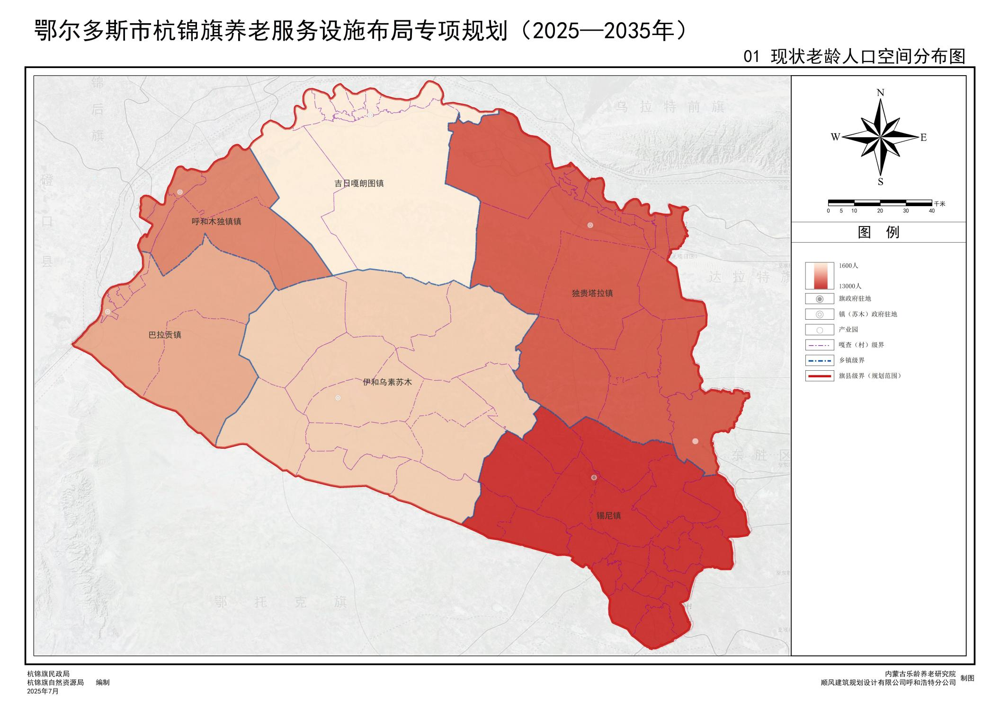 鄂尔多斯市杭锦旗养老服务设施布局专项规划（2025—2035年）
01 现状老龄人口空间分布图
锦后旗
乌拉特前旗
磴口县
吉日嘎朗图镇
呼和木独镇镇
独贵塔拉镇
达拉特旗
巴拉贡镇
伊和乌素苏木
东胜区
锡尼镇
鄂托克旗
N
W
E
S
0 5 10 20 30 40 千米
图 例
1600人
13000人
旗政府驻地
镇（苏木）政府驻地
产业园
嘎查（村）级界
乡镇级界
旗县级界（规划范围）
杭锦旗民政局
杭锦旗自然资源局 编制
2025年7月
内蒙古乐龄养老研究院
顺风建筑规划设计有限公司呼和浩特分公司 制图